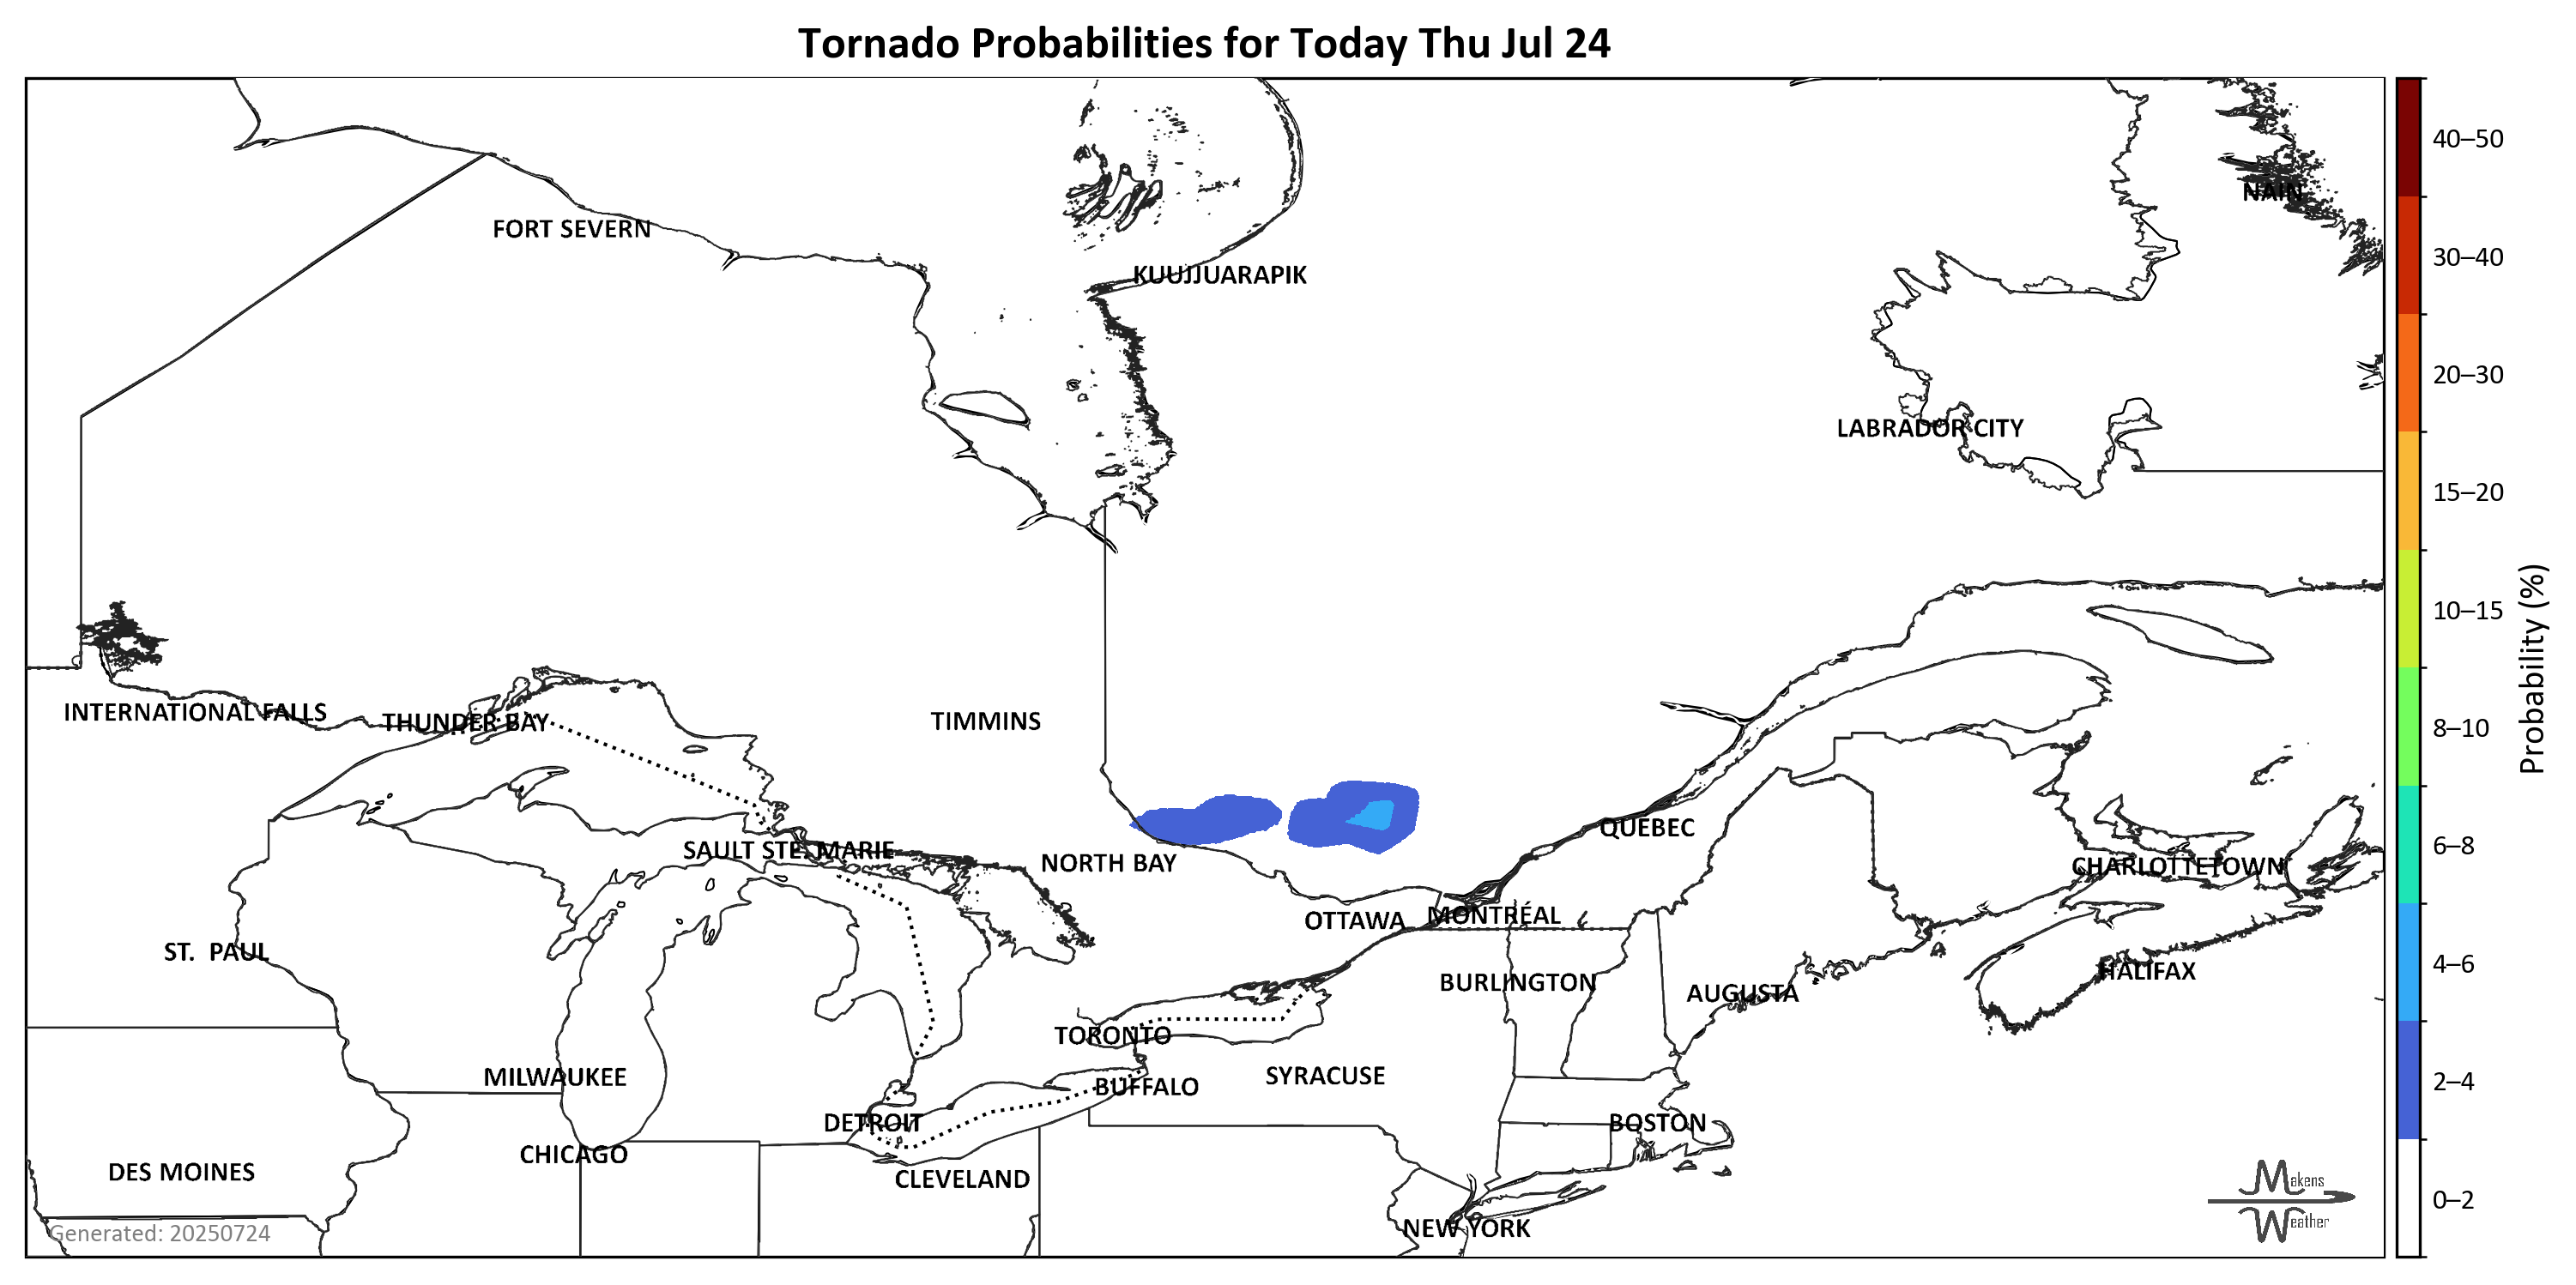 Tornado Probabilities for Today Thu Jul 24
NAIN
FORT SEVERN
KUUJJUARAPIK
LABRADOR CITY
INTERNATIONAL FALLS
THUNDER BAY
TIMMINS
SAULT STE. MARIE
NORTH BAY
QUEBEC
CHARLOTTETOWN
OTTAWA
MONTRÉAL
ST. PAUL
BURLINGTON
AUGUSTA
HALIFAX
TORONTO
MILWAUKEE
BUFFALO
SYRACUSE
DETROIT
BOSTON
CHICAGO
DES MOINES
CLEVELAND
NEW YORK
Generated: 20250724
Makens
Weather
40–50
30–40
20–30
15–20
10–15
8–10
6–8
4–6
2–4
0–2
Probability (%)